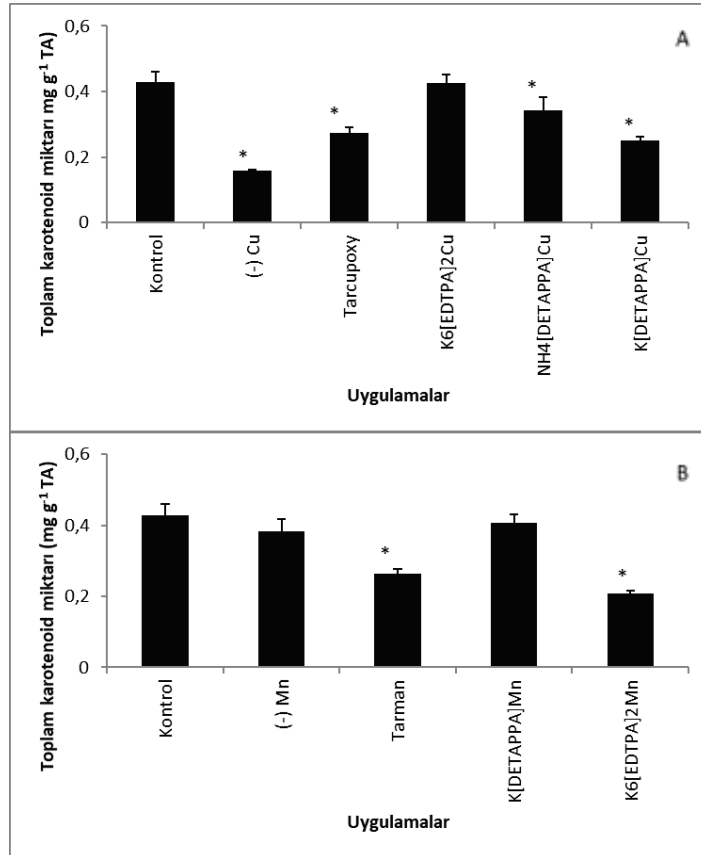 A
Toplam karotenoid miktarı mg g⁻¹ TA)
0,6
0,4
0,2
0
*
*
*
*
Kontrol
(-) Cu
Tarcupoxy
K6[EDTPA]2Cu
NH4[DETAPPA]Cu
K[DETAPPA]Cu
Uygulamalar
B
Toplam karotenoid miktarı (mg g⁻¹ TA)
0,6
0,4
0,2
0
*
*
Kontrol
(-) Mn
Tarman
K[DETAPPA]Mn
K6[EDTPA]2Mn
Uygulamalar